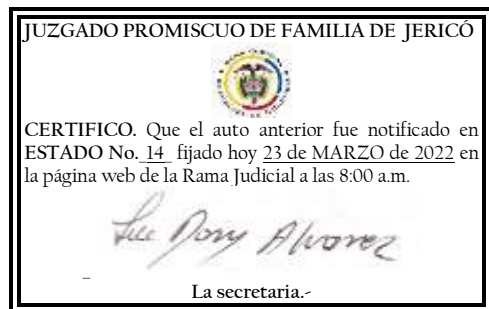 JUZGADO PROMISCUO DE FAMILIA DE JERICÓ
CERTIFICO. Que el auto anterior fue notificado en
ESTADO No. 14 fijado hoy 23 de MARZO de 2022 en
la página web de la Rama Judicial a las 8:00 a.m.
Luz Dory Alvarez
La secretaria.-